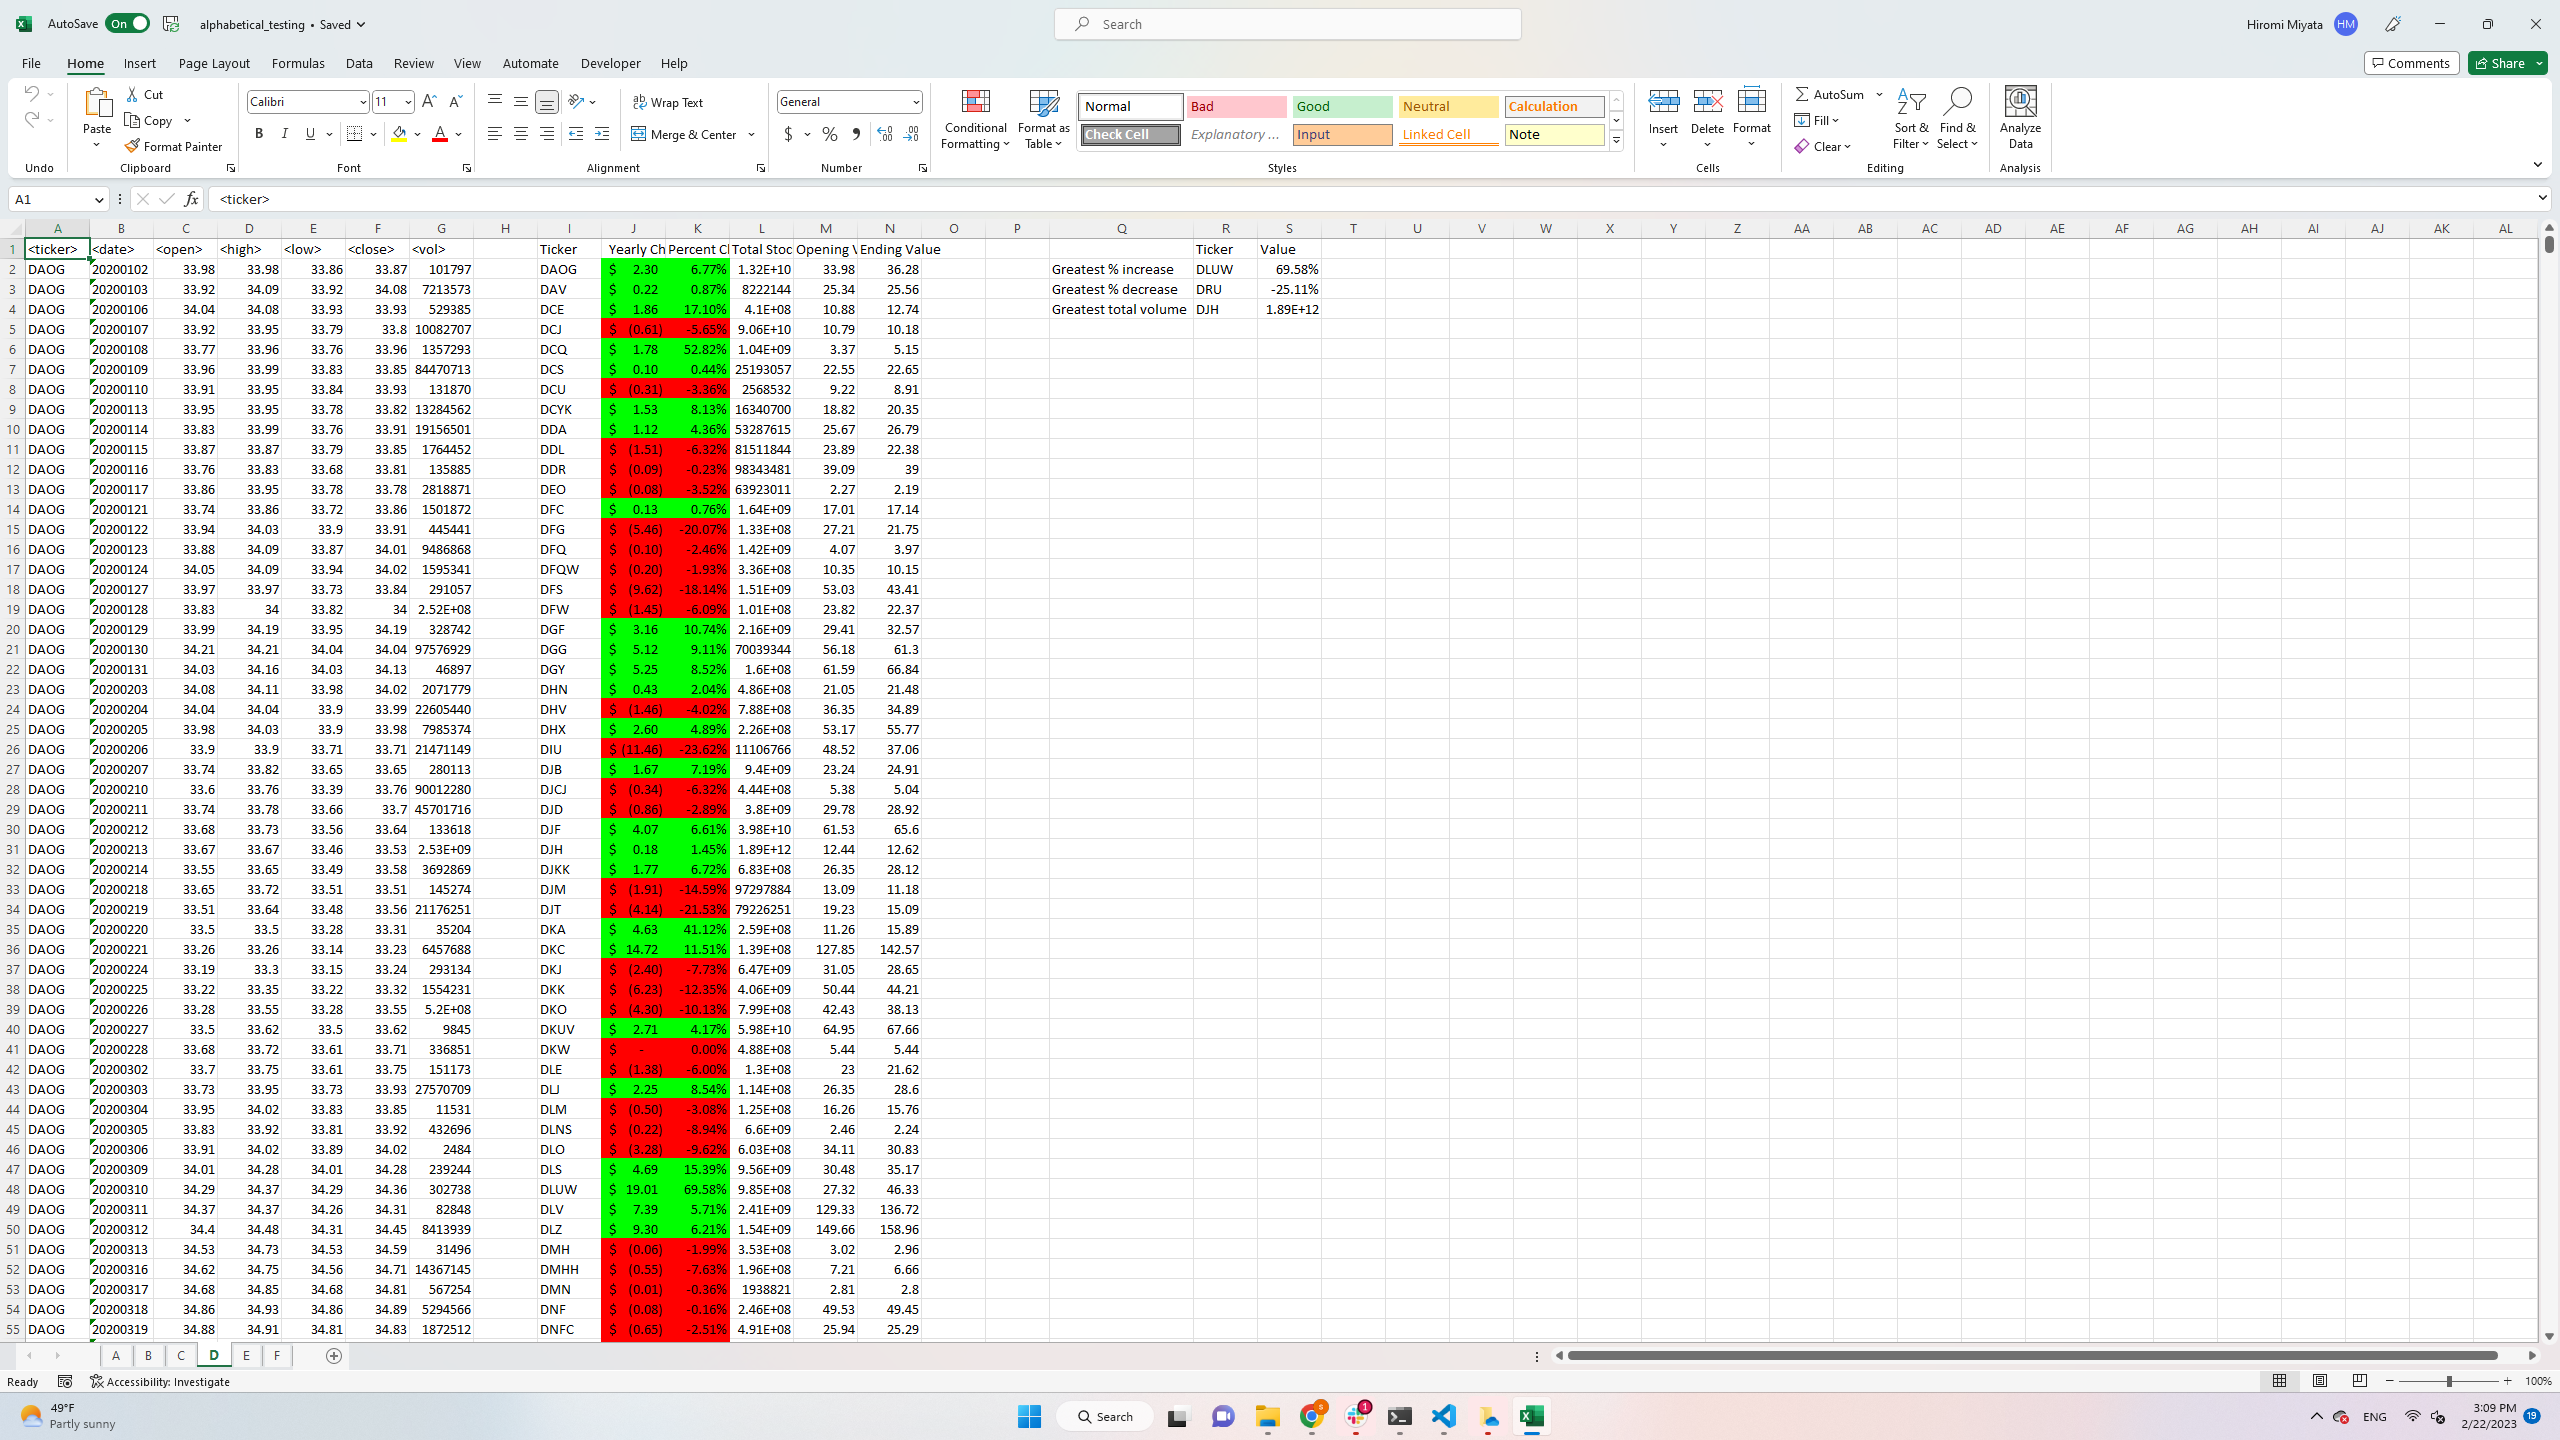 AutoSave On alphabetical_testing • Saved Search Hiromi Miyata HM
File Home Insert Page Layout Formulas Data Review View Automate Developer Help Comments Share
Cut Calibri 11 Wrap Text General Normal Bad Good Neutral Calculation AutoSum
Paste Copy Merge & Center Conditional Formatting Format as Table Check Cell Explanatory ... Input Linked Cell Note Insert Delete Format Fill Sort & Filter Find & Select Analyze Data
Format Painter Clear
Undo Clipboard Font Alignment Number Styles Cells Editing Analysis
A1 fx <ticker>
A B C D E F G H I J K L M N O P Q R S T U V W X Y Z AA AB AC AD AE AF AG AH AI AJ AK AL
1 <ticker> <date> <open> <high> <low> <close> <vol> Ticker Yearly Ch Percent Cl Total Stoc Opening V Ending Value Ticker Value
2 DAOG 20200102 33.98 33.98 33.86 33.87 101797 DAOG $ 2.30 6.77% 1.32E+10 33.98 36.28 Greatest % increase DLUW 69.58%
3 DAOG 20200103 33.92 34.09 33.92 34.08 7213573 DAV $ 0.22 0.87% 8222144 25.34 25.56 Greatest % decrease DRU -25.11%
4 DAOG 20200106 34.04 34.08 33.93 33.93 529385 DCE $ 1.86 17.10% 4.1E+08 10.88 12.74 Greatest total volume DJH 1.89E+12
5 DAOG 20200107 33.92 33.95 33.79 33.8 10082707 DCJ $ (0.61) -5.65% 9.06E+10 10.79 10.18
6 DAOG 20200108 33.77 33.96 33.76 33.96 1357293 DCQ $ 1.78 52.82% 1.04E+09 3.37 5.15
7 DAOG 20200109 33.96 33.99 33.83 33.85 84470713 DCS $ 0.10 0.44% 25193057 22.55 22.65
8 DAOG 20200110 33.91 33.95 33.84 33.93 131870 DCU $ (0.31) -3.36% 2568532 9.22 8.91
9 DAOG 20200113 33.95 33.95 33.78 33.82 13284562 DCYK $ 1.53 8.13% 16340700 18.82 20.35
10 DAOG 20200114 33.83 33.99 33.76 33.91 19156501 DDA $ 1.12 4.36% 53287615 25.67 26.79
11 DAOG 20200115 33.87 33.87 33.79 33.85 1764452 DDL $ (1.51) -6.32% 81511844 23.89 22.38
12 DAOG 20200116 33.76 33.83 33.68 33.81 135885 DDR $ (0.09) -0.23% 98343481 39.09 39
13 DAOG 20200117 33.86 33.95 33.78 33.78 2818871 DEO $ (0.08) -3.52% 63923011 2.27 2.19
14 DAOG 20200121 33.74 33.86 33.72 33.86 1501872 DFC $ 0.13 0.76% 1.64E+09 17.01 17.14
15 DAOG 20200122 33.94 34.03 33.9 33.91 445441 DFG $ (5.46) -20.07% 1.33E+08 27.21 21.75
16 DAOG 20200123 33.88 34.09 33.87 34.01 9486868 DFQ $ (0.10) -2.46% 1.42E+09 4.07 3.97
17 DAOG 20200124 34.05 34.09 33.94 34.02 1595341 DFQW $ (0.20) -1.93% 3.36E+08 10.35 10.15
18 DAOG 20200127 33.97 33.97 33.73 33.84 291057 DFS $ (9.62) -18.14% 1.51E+09 53.03 43.41
19 DAOG 20200128 33.83 34 33.82 34 2.52E+08 DFW $ (1.45) -6.09% 1.01E+08 23.82 22.37
20 DAOG 20200129 33.99 34.19 33.95 34.19 328742 DGF $ 3.16 10.74% 2.16E+09 29.41 32.57
21 DAOG 20200130 34.21 34.21 34.04 34.04 97576929 DGG $ 5.12 9.11% 70039344 56.18 61.3
22 DAOG 20200131 34.03 34.16 34.03 34.13 46897 DGY $ 5.25 8.52% 1.6E+08 61.59 66.84
23 DAOG 20200203 34.08 34.11 33.98 34.02 2071779 DHN $ 0.43 2.04% 4.86E+08 21.05 21.48
24 DAOG 20200204 34.04 34.04 33.9 33.99 22605440 DHV $ (1.46) -4.02% 7.88E+08 36.35 34.89
25 DAOG 20200205 33.98 34.03 33.9 33.98 7985374 DHX $ 2.60 4.89% 2.26E+08 53.17 55.77
26 DAOG 20200206 33.9 33.9 33.71 33.71 21471149 DIU $ (11.46) -23.62% 11106766 48.52 37.06
27 DAOG 20200207 33.74 33.82 33.65 33.65 280113 DJB $ 1.67 7.19% 9.4E+09 23.24 24.91
28 DAOG 20200210 33.6 33.76 33.39 33.76 90012280 DJCJ $ (0.34) -6.32% 4.44E+08 5.38 5.04
29 DAOG 20200211 33.74 33.78 33.66 33.7 45701716 DJD $ (0.86) -2.89% 3.8E+09 29.78 28.92
30 DAOG 20200212 33.68 33.73 33.56 33.64 133618 DJF $ 4.07 6.61% 3.98E+10 61.53 65.6
31 DAOG 20200213 33.67 33.67 33.46 33.53 2.53E+09 DJH $ 0.18 1.45% 1.89E+12 12.44 12.62
32 DAOG 20200214 33.55 33.65 33.49 33.58 3692869 DJKK $ 1.77 6.72% 6.83E+08 26.35 28.12
33 DAOG 20200218 33.65 33.72 33.51 33.51 145274 DJM $ (1.91) -14.59% 97297884 13.09 11.18
34 DAOG 20200219 33.51 33.64 33.48 33.56 21176251 DJT $ (4.14) -21.53% 79226251 19.23 15.09
35 DAOG 20200220 33.5 33.5 33.28 33.31 35204 DKA $ 4.63 41.12% 2.59E+08 11.26 15.89
36 DAOG 20200221 33.26 33.26 33.14 33.23 6457688 DKC $ 14.72 11.51% 1.39E+08 127.85 142.57
37 DAOG 20200224 33.19 33.3 33.15 33.24 293134 DKJ $ (2.40) -7.73% 6.47E+09 31.05 28.65
38 DAOG 20200225 33.22 33.35 33.22 33.32 1554231 DKK $ (6.23) -12.35% 4.06E+09 50.44 44.21
39 DAOG 20200226 33.28 33.55 33.28 33.55 5.2E+08 DKO $ (4.30) -10.13% 7.99E+08 42.43 38.13
40 DAOG 20200227 33.5 33.62 33.5 33.62 9845 DKUV $ 2.71 4.17% 5.98E+10 64.95 67.66
41 DAOG 20200228 33.68 33.72 33.61 33.71 336851 DKW $ - 0.00% 4.88E+08 5.44 5.44
42 DAOG 20200302 33.7 33.75 33.61 33.75 151173 DLE $ (1.38) -6.00% 1.3E+08 23 21.62
43 DAOG 20200303 33.73 33.95 33.73 33.93 27570709 DLJ $ 2.25 8.54% 1.14E+08 26.35 28.6
44 DAOG 20200304 33.95 34.02 33.83 33.85 11531 DLM $ (0.50) -3.08% 1.25E+08 16.26 15.76
45 DAOG 20200305 33.83 33.92 33.81 33.92 432696 DLNS $ (0.22) -8.94% 6.6E+09 2.46 2.24
46 DAOG 20200306 33.91 34.02 33.89 34.02 2484 DLO $ (3.28) -9.62% 6.03E+08 34.11 30.83
47 DAOG 20200309 34.01 34.28 34.01 34.28 239244 DLS $ 4.69 15.39% 9.56E+09 30.48 35.17
48 DAOG 20200310 34.29 34.37 34.29 34.36 302738 DLUW $ 19.01 69.58% 9.85E+08 27.32 46.33
49 DAOG 20200311 34.37 34.37 34.26 34.31 82848 DLV $ 7.39 5.71% 2.41E+09 129.33 136.72
50 DAOG 20200312 34.4 34.48 34.31 34.45 8413939 DLZ $ 9.30 6.21% 1.54E+09 149.66 158.96
51 DAOG 20200313 34.53 34.73 34.53 34.59 31496 DMH $ (0.06) -1.99% 3.53E+08 3.02 2.96
52 DAOG 20200316 34.62 34.75 34.56 34.71 14367145 DMHH $ (0.55) -7.63% 1.96E+08 7.21 6.66
53 DAOG 20200317 34.68 34.85 34.68 34.81 567254 DMN $ (0.01) -0.36% 1938821 2.81 2.8
54 DAOG 20200318 34.86 34.93 34.86 34.89 5294566 DNF $ (0.08) -0.16% 2.46E+08 49.53 49.45
55 DAOG 20200319 34.88 34.91 34.81 34.83 1872512 DNFC $ (0.65) -2.51% 4.91E+08 25.94 25.29
A B C D E F
Ready Accessibility: Investigate 100%
49°F
Partly sunny
Search ENG 3:09 PM
2/22/2023 19